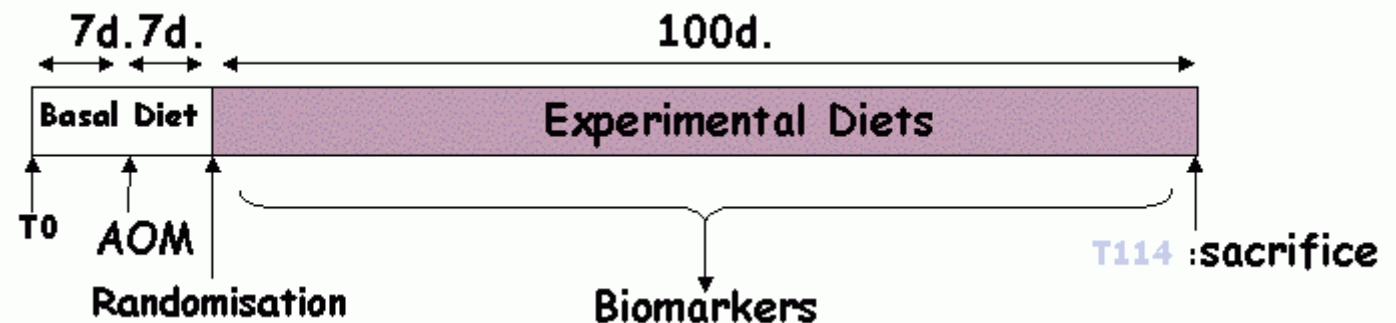 7d. 7d. 100d.
Basal Diet Experimental Diets
T0 AOM T114 :sacrifice
Randomisation Biomarkers